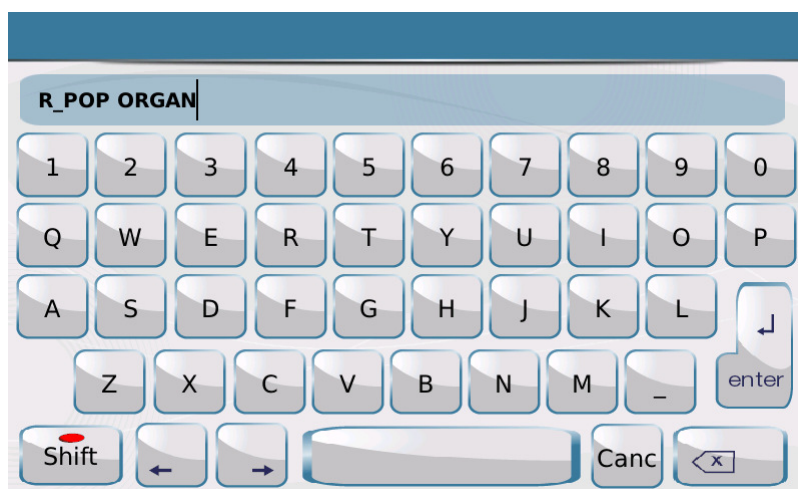 R_POP ORGAN
1 2 3 4 5 6 7 8 9 0
Q W E R T Y U I O P
A S D F G H J K L
enter
Z X C V B N M _
Shift Canc x